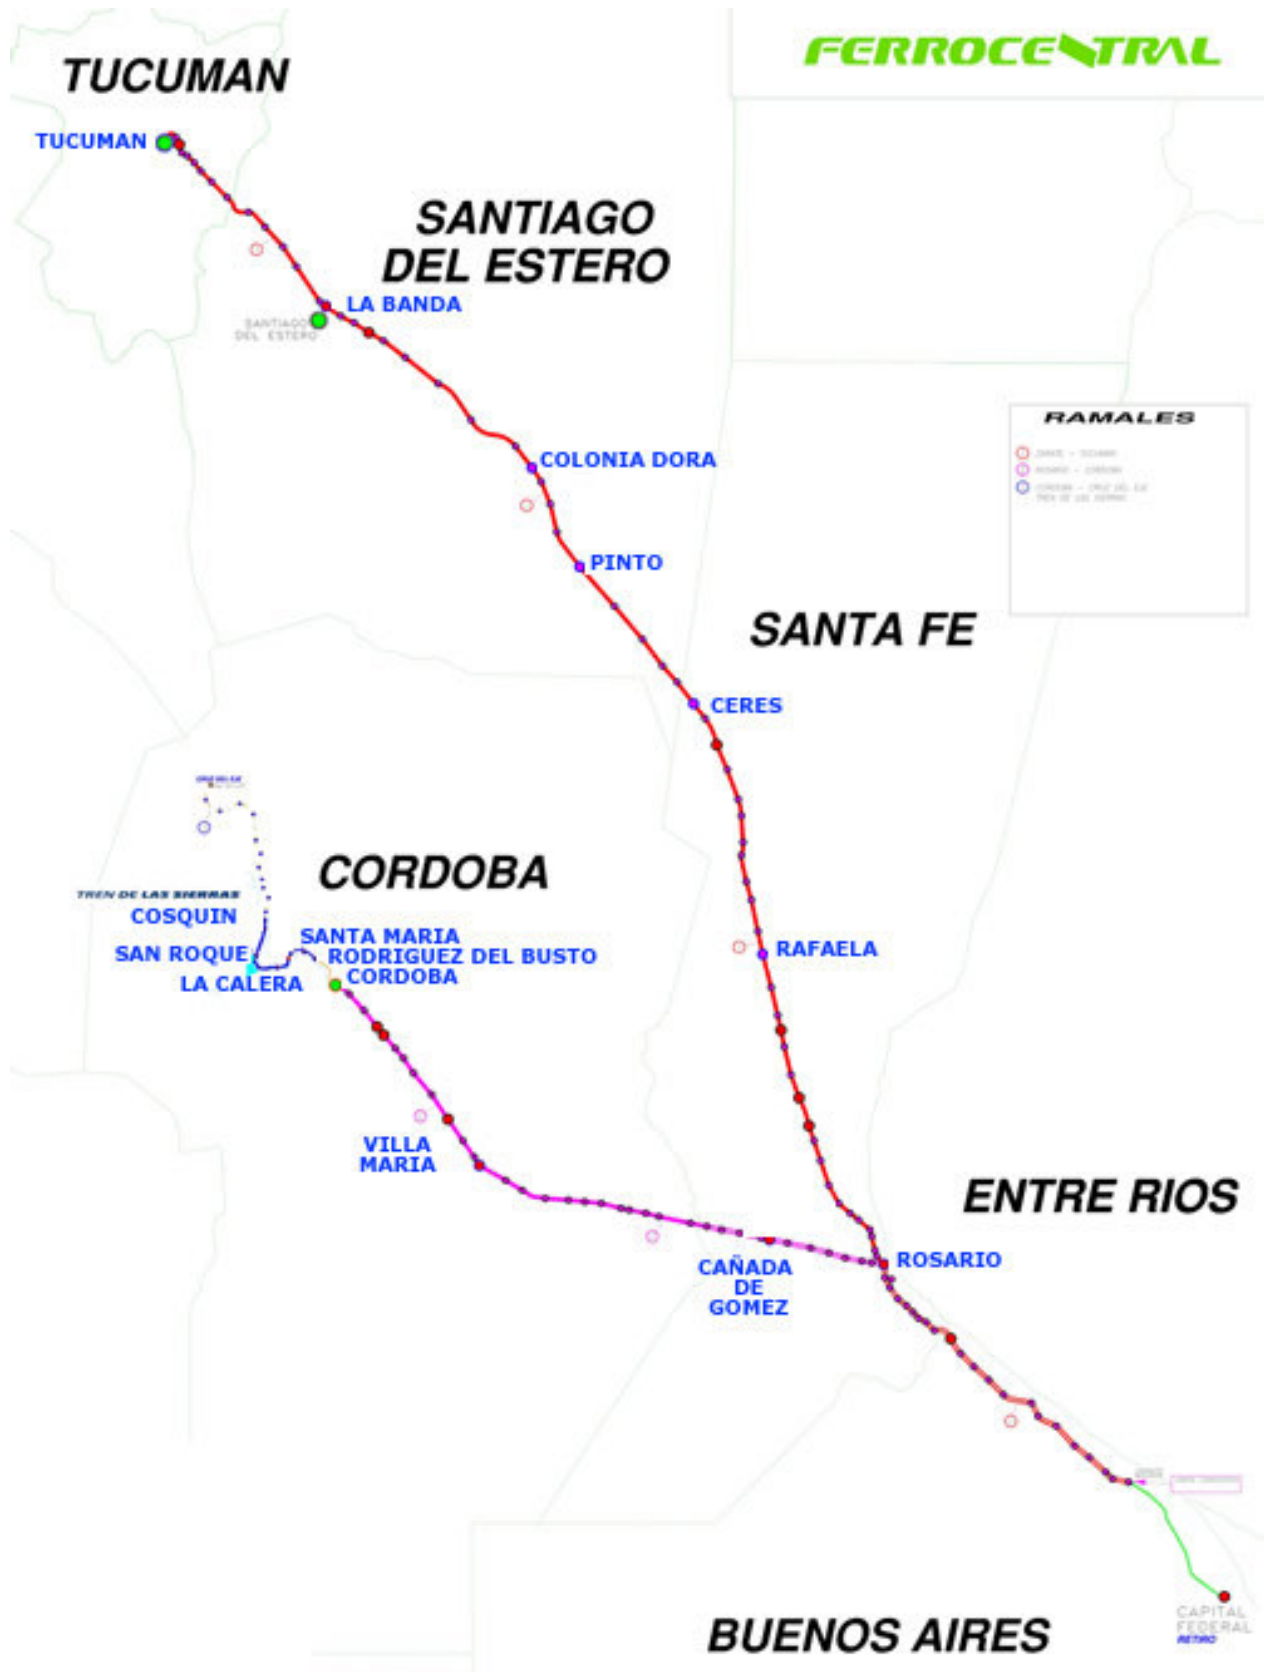 FERROCENTRAL
TUCUMAN
TUCUMAN
SANTIAGO
DEL ESTERO
LA BANDA
SANTIAGO
DEL ESTERO
RAMALES
COLONIA DORA
PINTO
SANTA FE
CERES
CORDOBA
TREN DE LAS SIERRAS
COSQUIN
SANTA MARIA
SAN ROQUE
RODRIGUEZ DEL BUSTO
LA CALERA
CORDOBA
RAFAELA
VILLA
MARIA
ENTRE RIOS
CAÑADA
DE
GOMEZ
ROSARIO
CAPITAL
FEDERAL
RETIRO
BUENOS AIRES